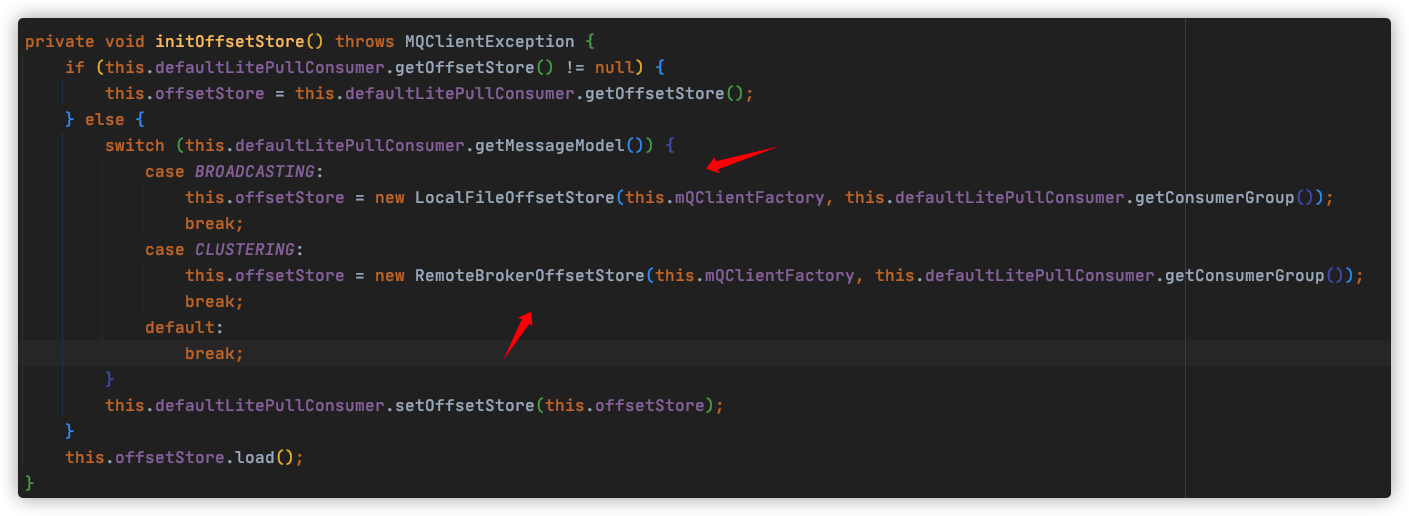 private void initOffsetStore() throws MQClientException {
    if (this.defaultLitePullConsumer.getOffsetStore() != null) {
        this.offsetStore = this.defaultLitePullConsumer.getOffsetStore();
    } else {
        switch (this.defaultLitePullConsumer.getMessageModel()) {
            case BROADCASTING:
                this.offsetStore = new LocalFileOffsetStore(this.mQClientFactory, this.defaultLitePullConsumer.getConsumerGroup());
                break;
            case CLUSTERING:
                this.offsetStore = new RemoteBrokerOffsetStore(this.mQClientFactory, this.defaultLitePullConsumer.getConsumerGroup());
                break;
            default:
                break;
        }
        this.defaultLitePullConsumer.setOffsetStore(this.offsetStore);
    }
    this.offsetStore.load();
}